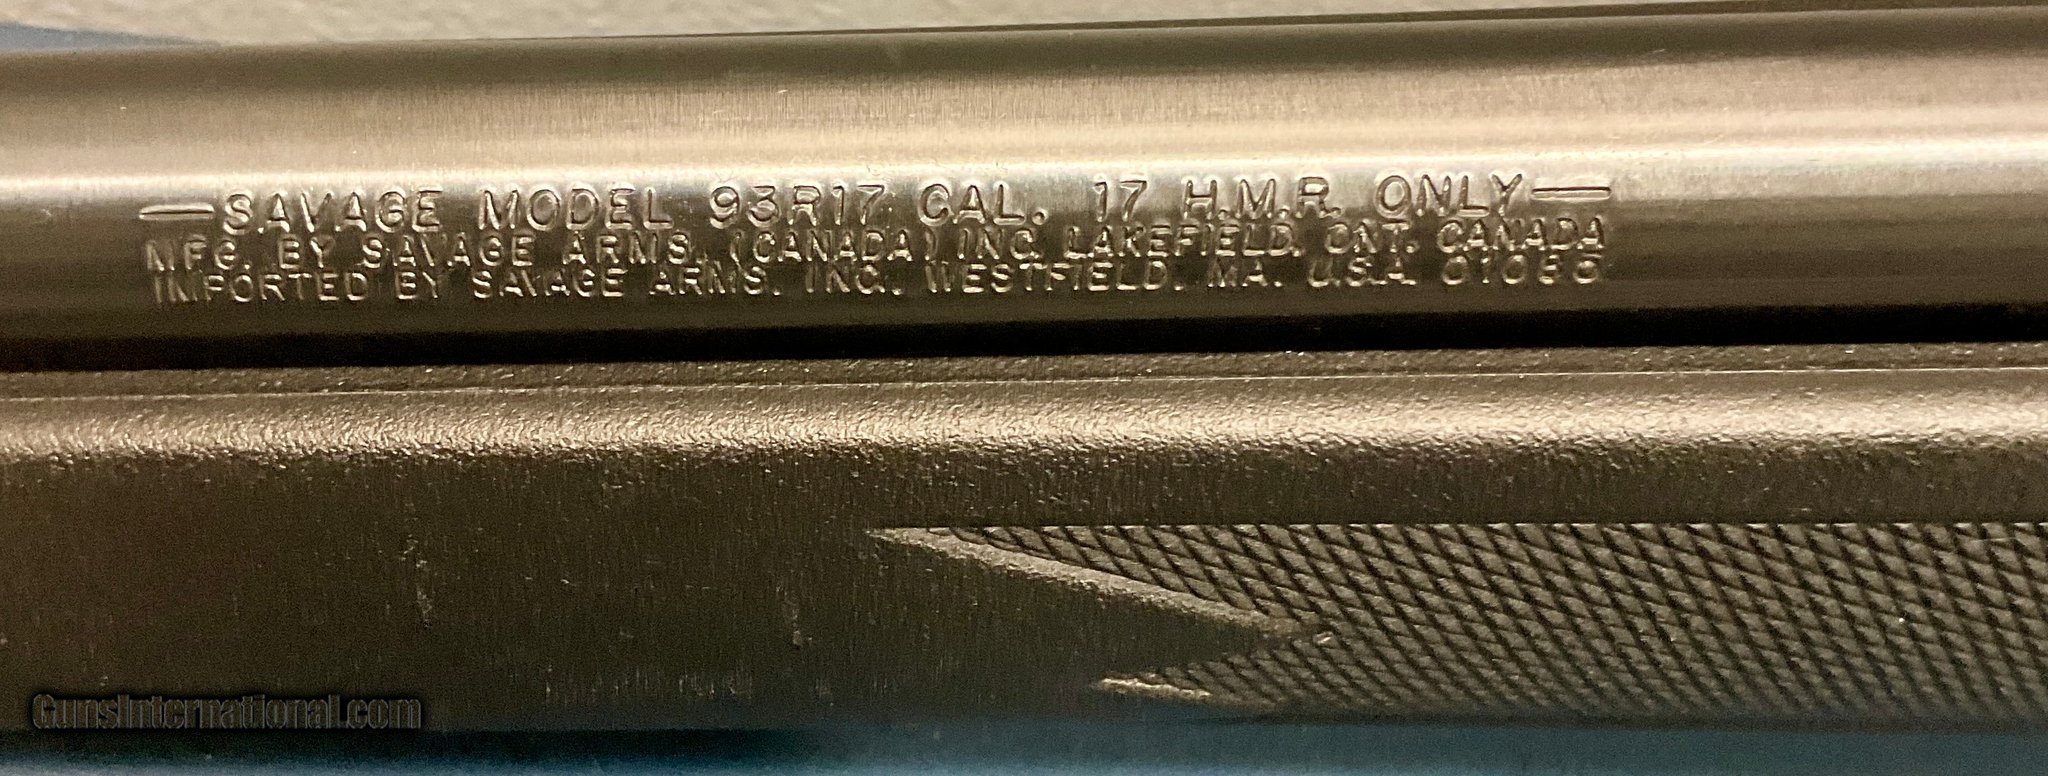 —SAVAGE MODEL 93R17 CAL. 17 H.M.R. ONLY—
MFG. BY SAVAGE ARMS, (CANADA) INC. LAKEFIELD, ONT. CANADA
IMPORTED BY SAVAGE ARMS, INC., WESTFIELD, MA. U.S.A. 01080
GunsInternational.com